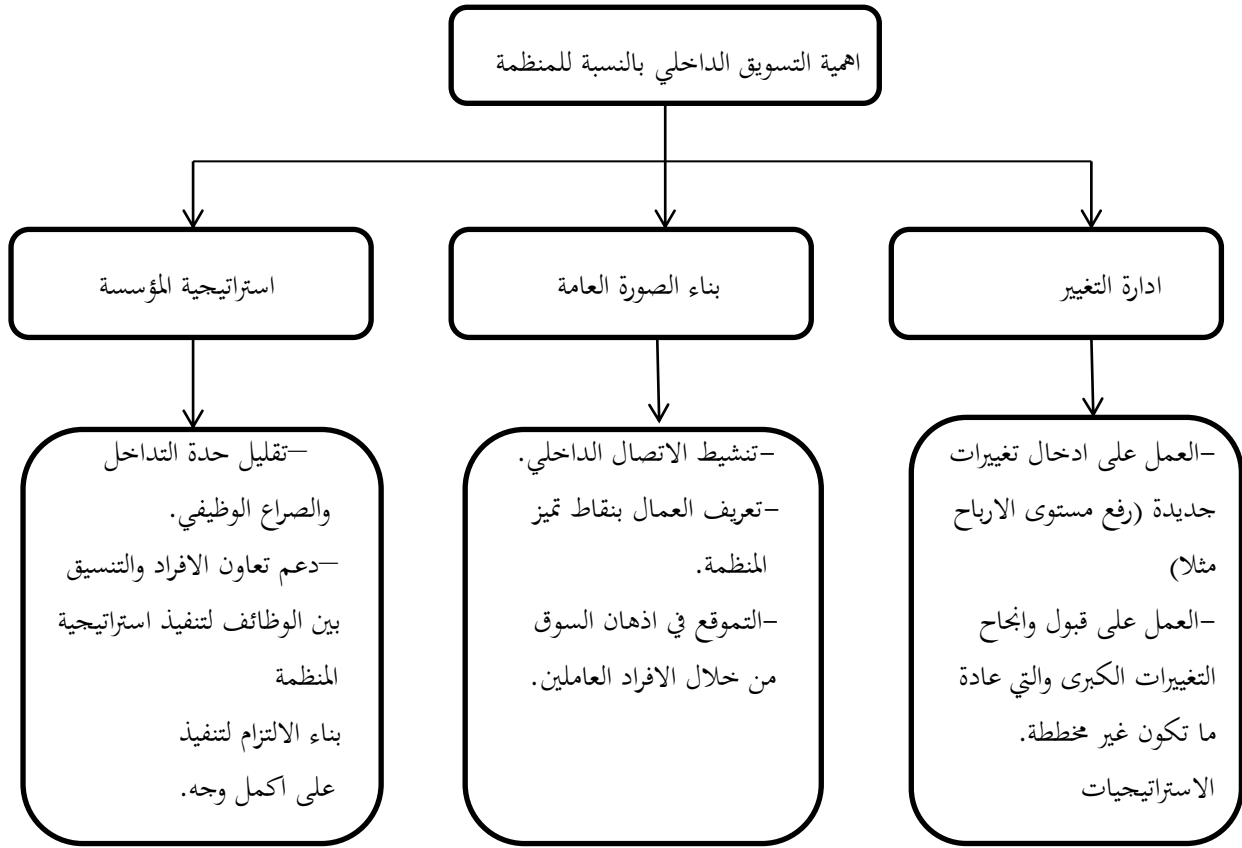 اهمية التسويق الداخلي بالنسبة للمنظمة
ادارة التغيير
بناء الصورة العامة
استراتيجية المؤسسة
-العمل على ادخال تغييرات
جديدة (رفع مستوى الارباح
مثلا)
-العمل على قبول وانجاح
التغييرات الكبرى والتي عادة
ما تكون غير مخططة.
الاستراتيجيات
-تنشيط الاتصال الداخلي.
-تعريف العمال بنقاط تميز
المنظمة.
-التموقع في اذهان السوق
من خلال الافراد العاملين.
—تقليل حدة التداخل
والصراع الوظيفي.
—دعم تعاون الافراد والتنسيق
بين الوظائف لتنفيذ استراتيجية
المنظمة
بناء الالتزام لتنفيذ
على اكمل وجه.